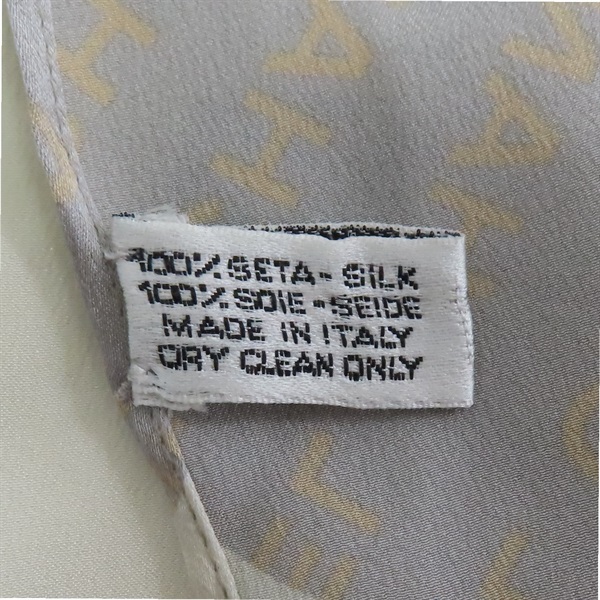 100% SETA - SILK
100% SOIE - SEIDE
MADE IN ITALY
DRY CLEAN ONLY